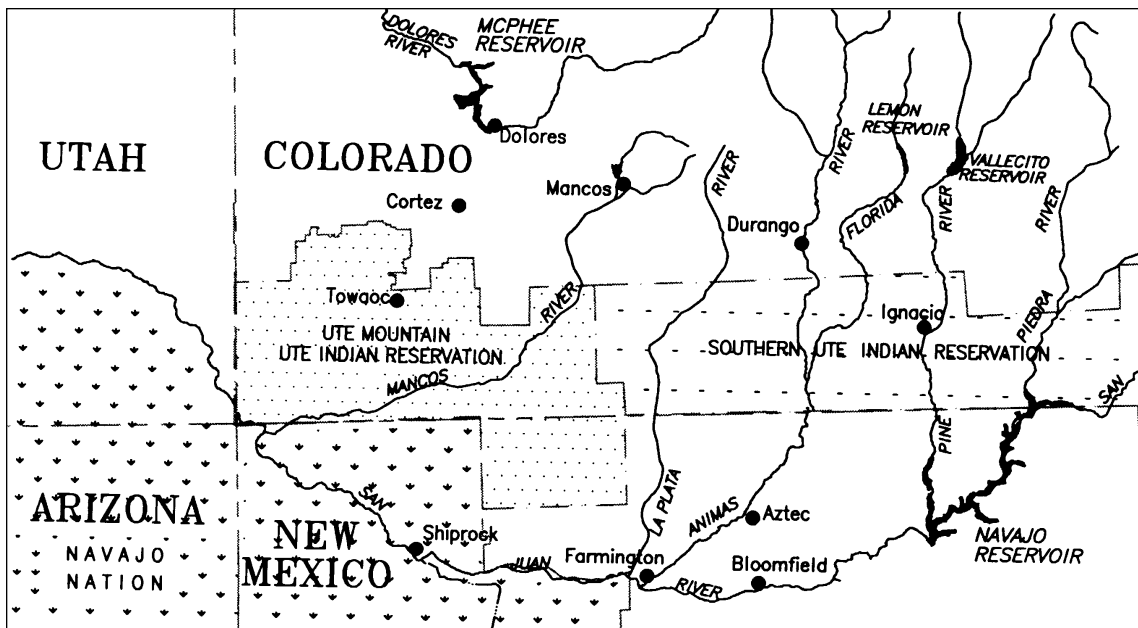 DOLORES
RIVER
MCPHEE
RESERVOIR
Dolores
UTAH
COLORADO
LEMON
RESERVOIR
VALLECITO
RESERVOIR
RIVER
RIVER
Mancos
Cortez
RIVER
RIVER
FLORIDA
Durango
Towaoc
RIVER
Ignacio
PIEDRA
UTE MOUNTAIN
UTE INDIAN RESERVATION
SOUTHERN UTE INDIAN RESERVATION
MANCOS
SAN
PINE
ARIZONA
NAVAJO
NATION
NEW
MEXICO
SAN
Shiprock
JUAN
Farmington
LA PLATA
ANIMAS
Aztec
Bloomfield
RIVER
NAVAJO
RESERVOIR